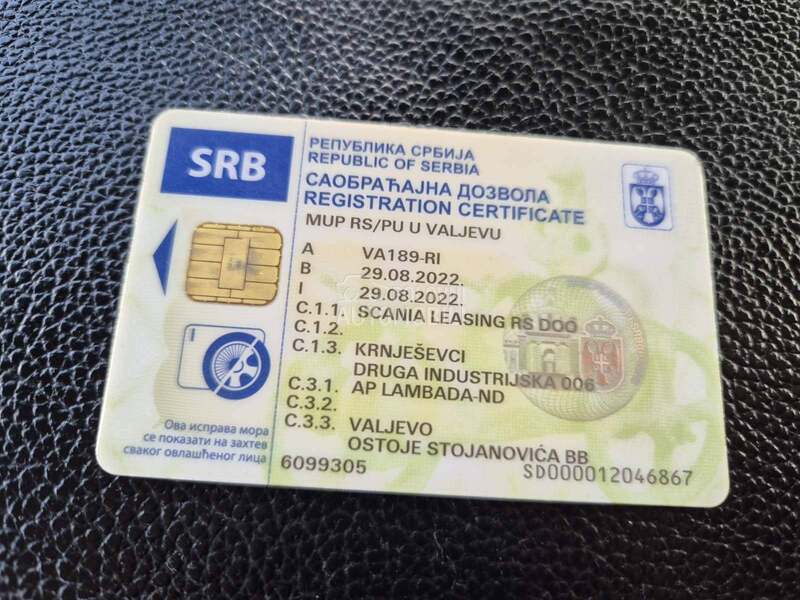 SRB
РЕПУБЛИКА СРБИЈА
REPUBLIC OF SERBIA
САОБРАЋАЈНА ДОЗВОЛА
REGISTRATION CERTIFICATE
MUP RS/PU U VALJEVU
A VA189-RI
B 29.08.2022.
I 29.08.2022.
C.1.1. SCANIA LEASING RS DOO
C.1.2.
C.1.3. KRNJEŠEVCI
DRUGA INDUSTRIJSKA 006
C.3.1. AP LAMBADA-ND
C.3.2.
C.3.3. VALJEVO
OSTOJE STOJANOVIĆA BB
Ова исправа мора
се показати на захтев
сваког овлашћеног лица
6099305
SD000012046867